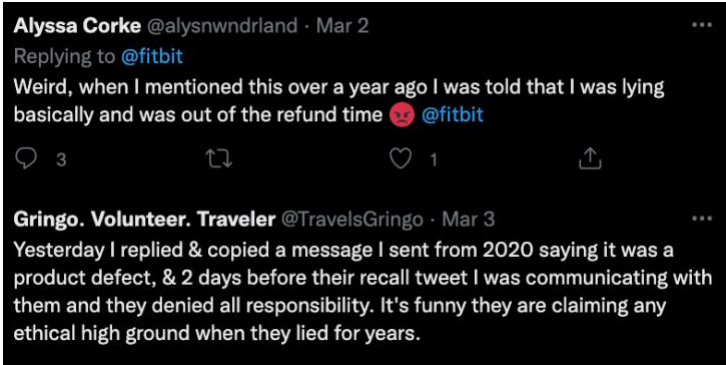 Alyssa Corke @alysnwndrland · Mar 2
Replying to @fitbit
Weird, when I mentioned this over a year ago I was told that I was lying
basically and was out of the refund time 😡 @fitbit
3 1
Gringo. Volunteer. Traveler @TravelsGringo · Mar 3
Yesterday I replied & copied a message I sent from 2020 saying it was a
product defect, & 2 days before their recall tweet I was communicating with
them and they denied all responsibility. It's funny they are claiming any
ethical high ground when they lied for years.